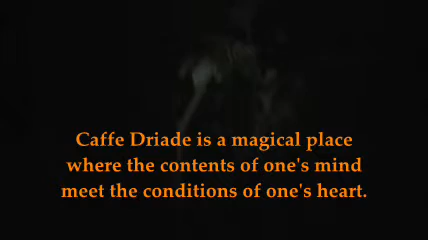 Caffe Driade is a magical place
where the contents of one's mind
meet the conditions of one's heart.